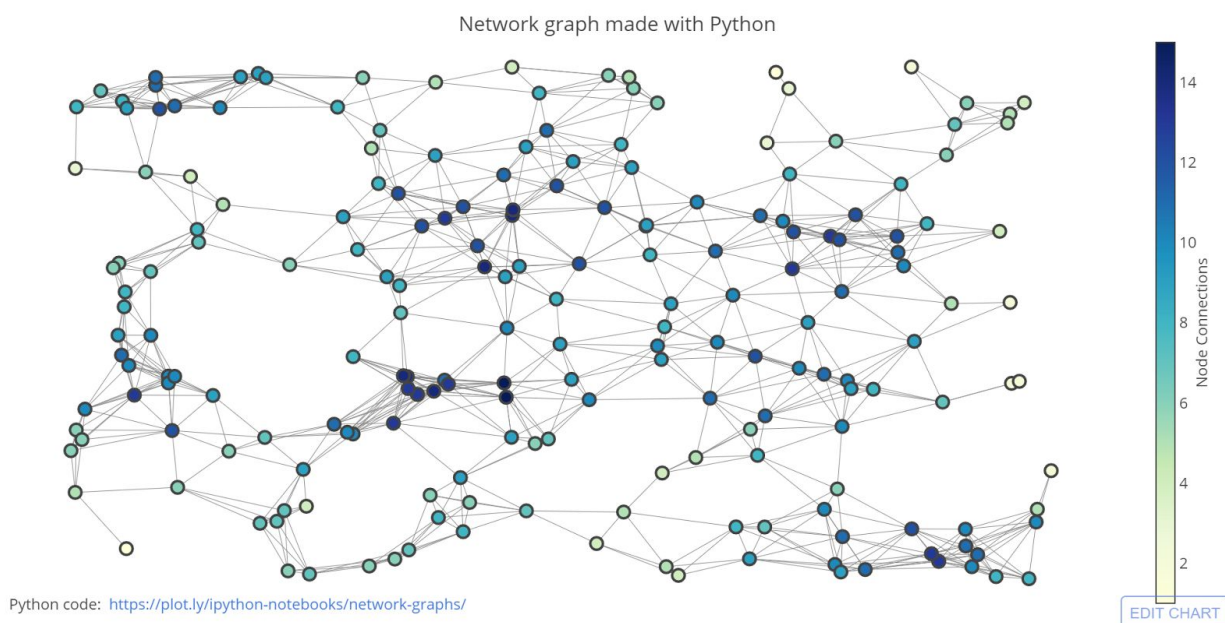 Network graph made with Python
14
12
10
8
6
4
2
Node Connections
Python code: https://plot.ly/ipython-notebooks/network-graphs/
EDIT CHART